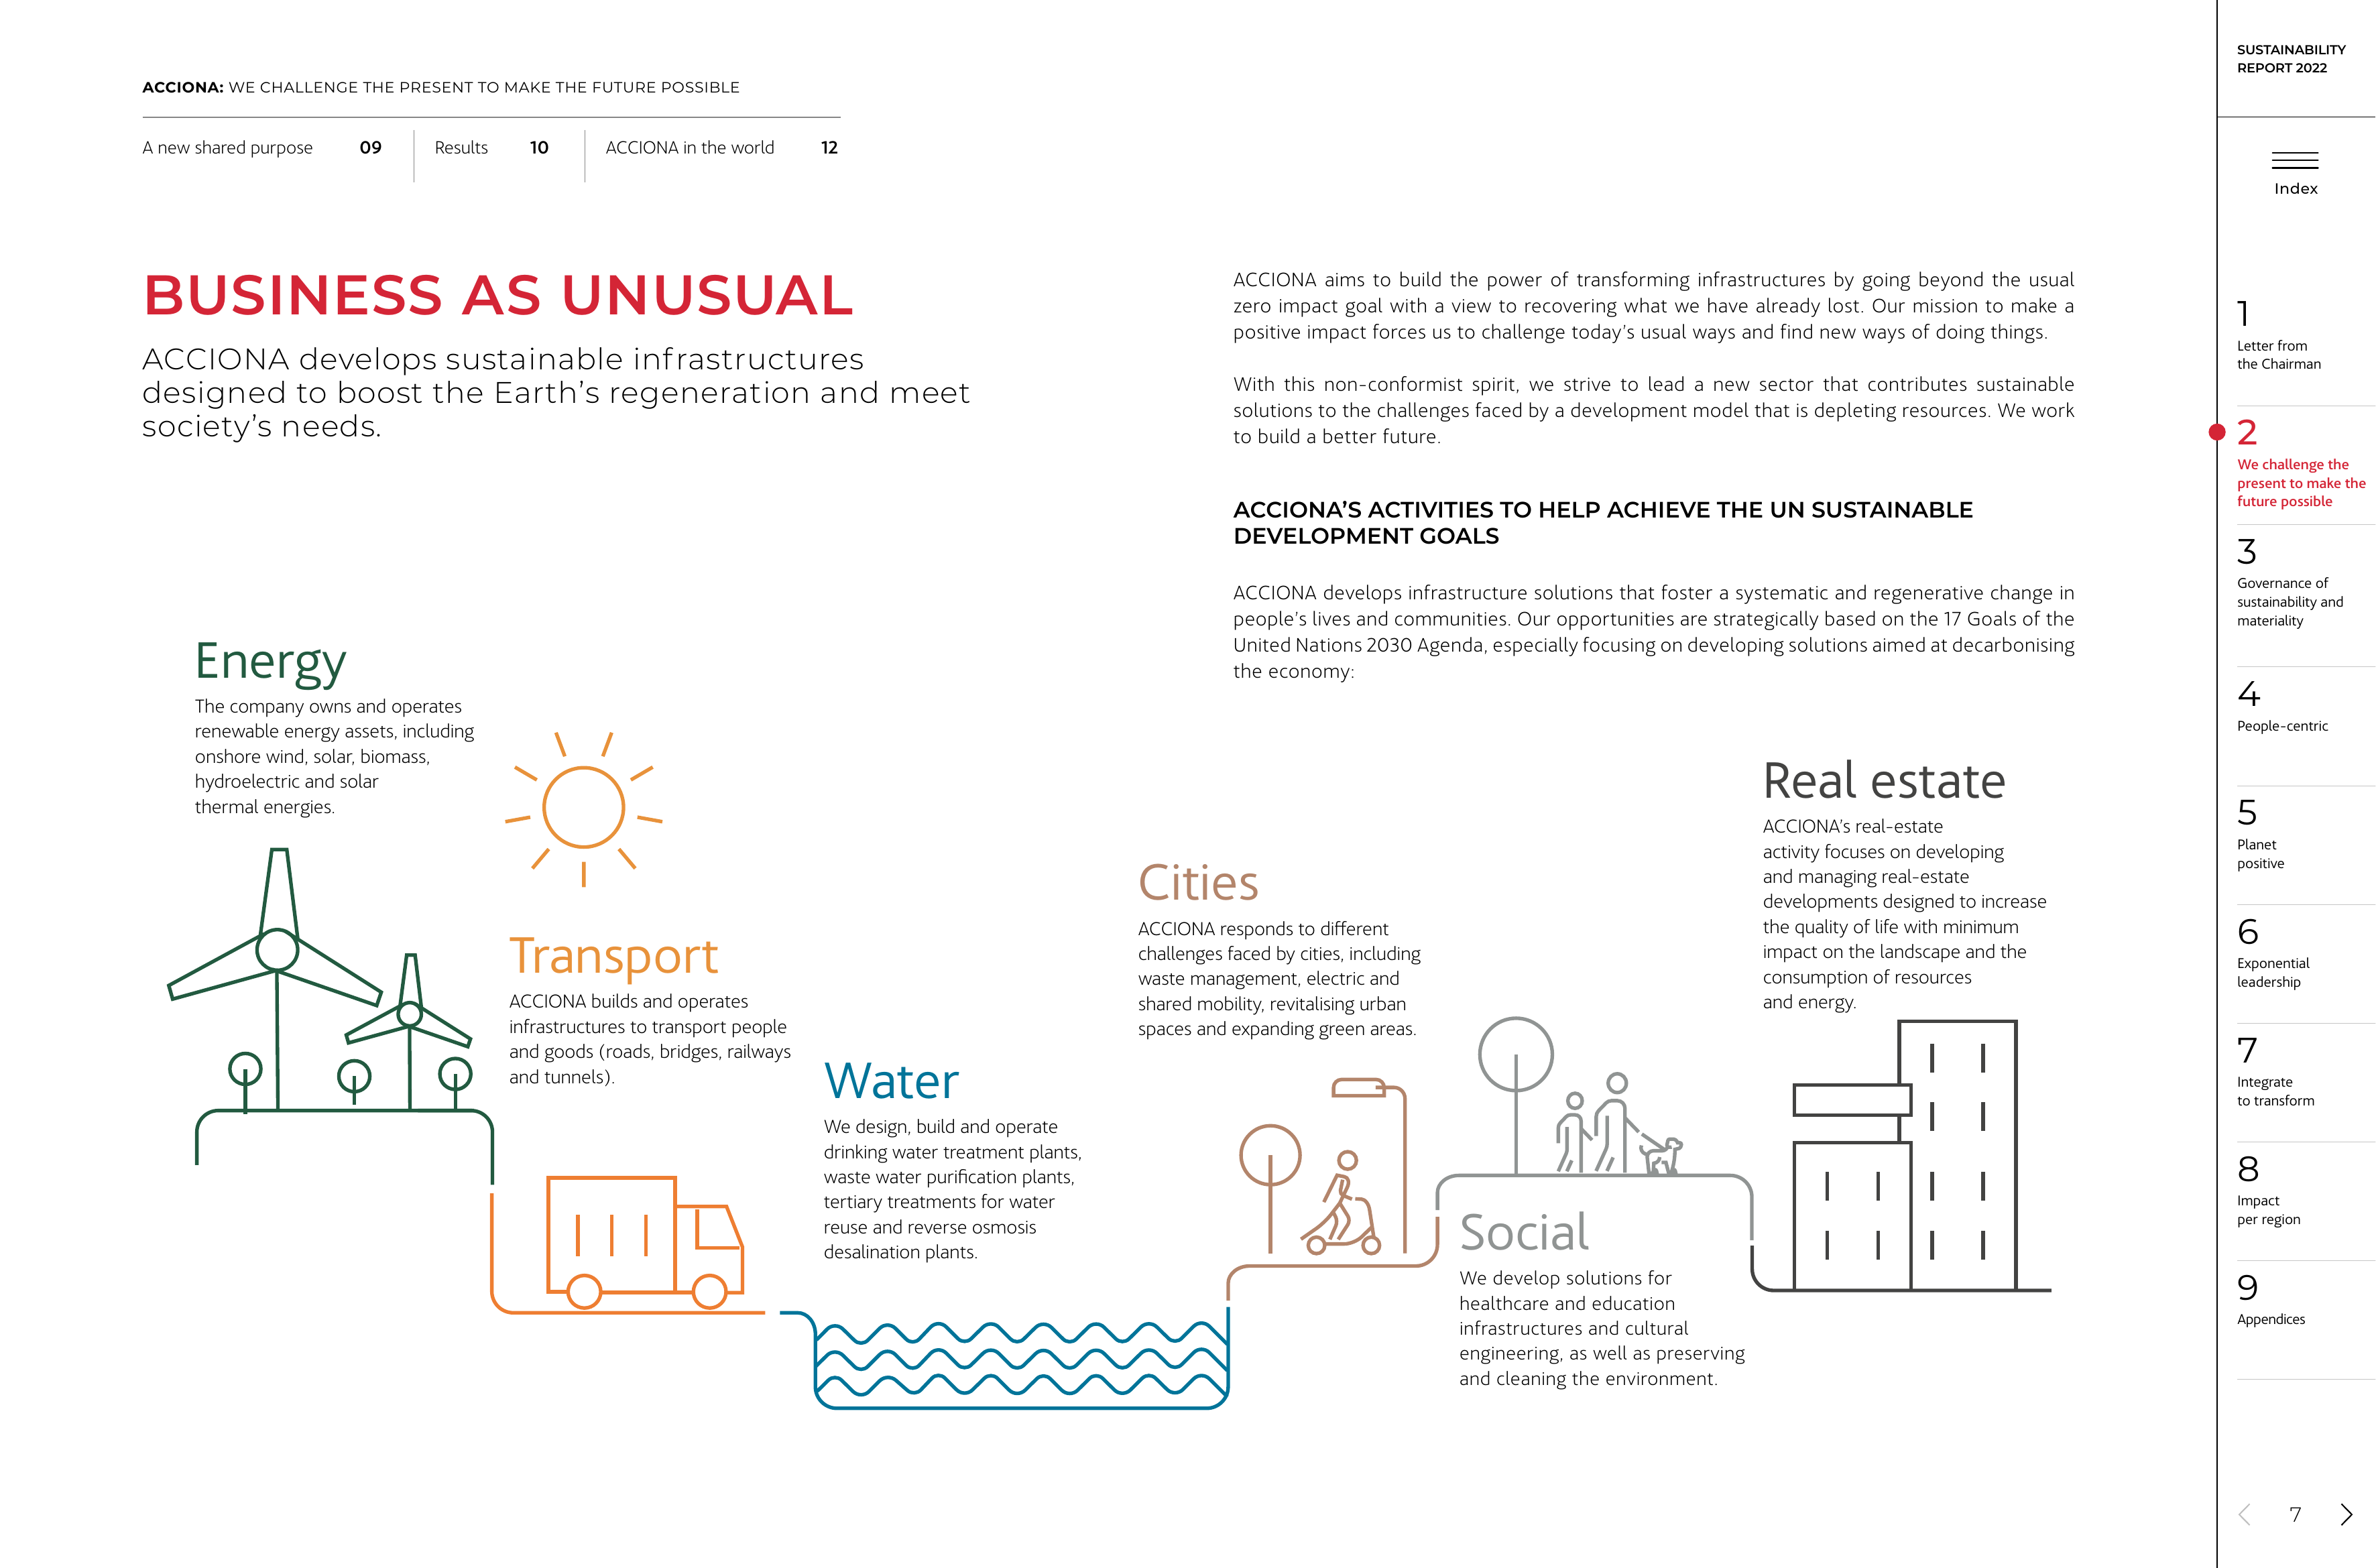 ACCIONA: WE CHALLENGE THE PRESENT TO MAKE THE FUTURE POSSIBLE
A new shared purpose 09
Results 10
ACCIONA in the world 12
BUSINESS AS UNUSUAL
ACCIONA develops sustainable infrastructures
designed to boost the Earth's regeneration and meet
society's needs.
ACCIONA aims to build the power of transforming infrastructures by going beyond the usual
zero impact goal with a view to recovering what we have already lost. Our mission to make a
positive impact forces us to challenge today's usual ways and find new ways of doing things.
With this non-conformist spirit, we strive to lead a new sector that contributes sustainable
solutions to the challenges faced by a development model that is depleting resources. We work
to build a better future.
ACCIONA'S ACTIVITIES TO HELP ACHIEVE THE UN SUSTAINABLE
DEVELOPMENT GOALS
ACCIONA develops infrastructure solutions that foster a systematic and regenerative change in
people's lives and communities. Our opportunities are strategically based on the 17 Goals of the
United Nations 2030 Agenda, especially focusing on developing solutions aimed at decarbonising
the economy:
Energy
The company owns and operates
renewable energy assets, including
onshore wind, solar, biomass,
hydroelectric and solar
thermal energies.
Transport
ACCIONA builds and operates
infrastructures to transport people
and goods (roads, bridges, railways
and tunnels).
Water
We design, build and operate
drinking water treatment plants,
waste water purification plants,
tertiary treatments for water
reuse and reverse osmosis
desalination plants.
Cities
ACCIONA responds to different
challenges faced by cities, including
waste management, electric and
shared mobility, revitalising urban
spaces and expanding green areas.
Social
We develop solutions for
healthcare and education
infrastructures and cultural
engineering, as well as preserving
and cleaning the environment.
Real estate
ACCIONA's real-estate
activity focuses on developing
and managing real-estate
developments designed to increase
the quality of life with minimum
impact on the landscape and the
consumption of resources
and energy.
SUSTAINABILITY
REPORT 2022
Index
1
Letter from
the Chairman
2
We challenge the
present to make the
future possible
3
Governance of
sustainability and
materiality
4
People-centric
5
Planet
positive
6
Exponential
leadership
7
Integrate
to transform
8
Impact
per region
9
Appendices
7